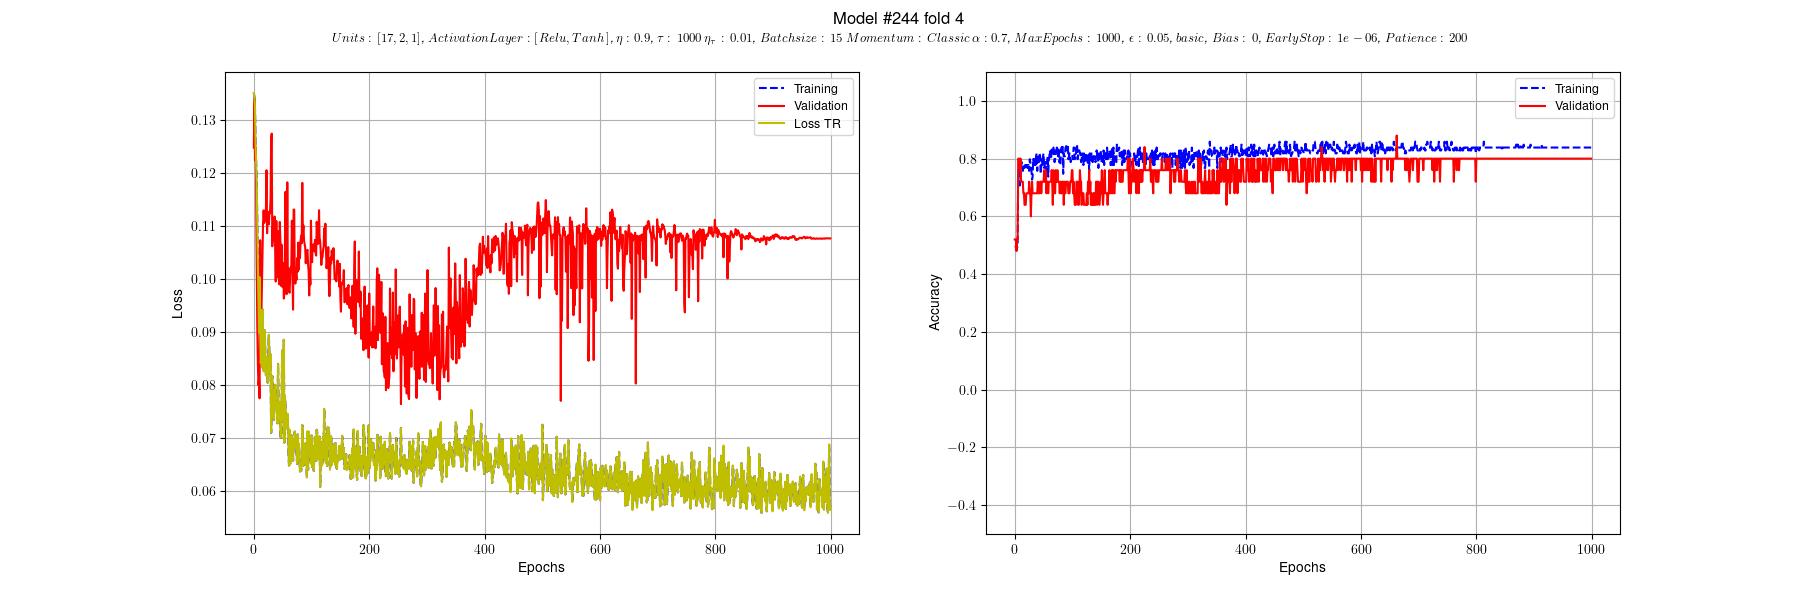 Model #244 fold 4
Units : [17, 2, 1], ActivationLayer : [Relu, Tanh], η : 0.9, τ : 1000 η_τ : 0.01, Batchsize : 15 Momentum : Classic α : 0.7, MaxEpochs : 1000, ϵ : 0.05, basic, Bias : 0, EarlyStop : 1e − 06, Patience : 200
Training
Validation
Loss TR
0.13
0.12
0.11
0.10
0.09
0.08
0.07
0.06
Loss
0
200
400
600
800
1000
Epochs
Training
Validation
1.0
0.8
0.6
0.4
0.2
0.0
−0.2
−0.4
Accuracy
0
200
400
600
800
1000
Epochs